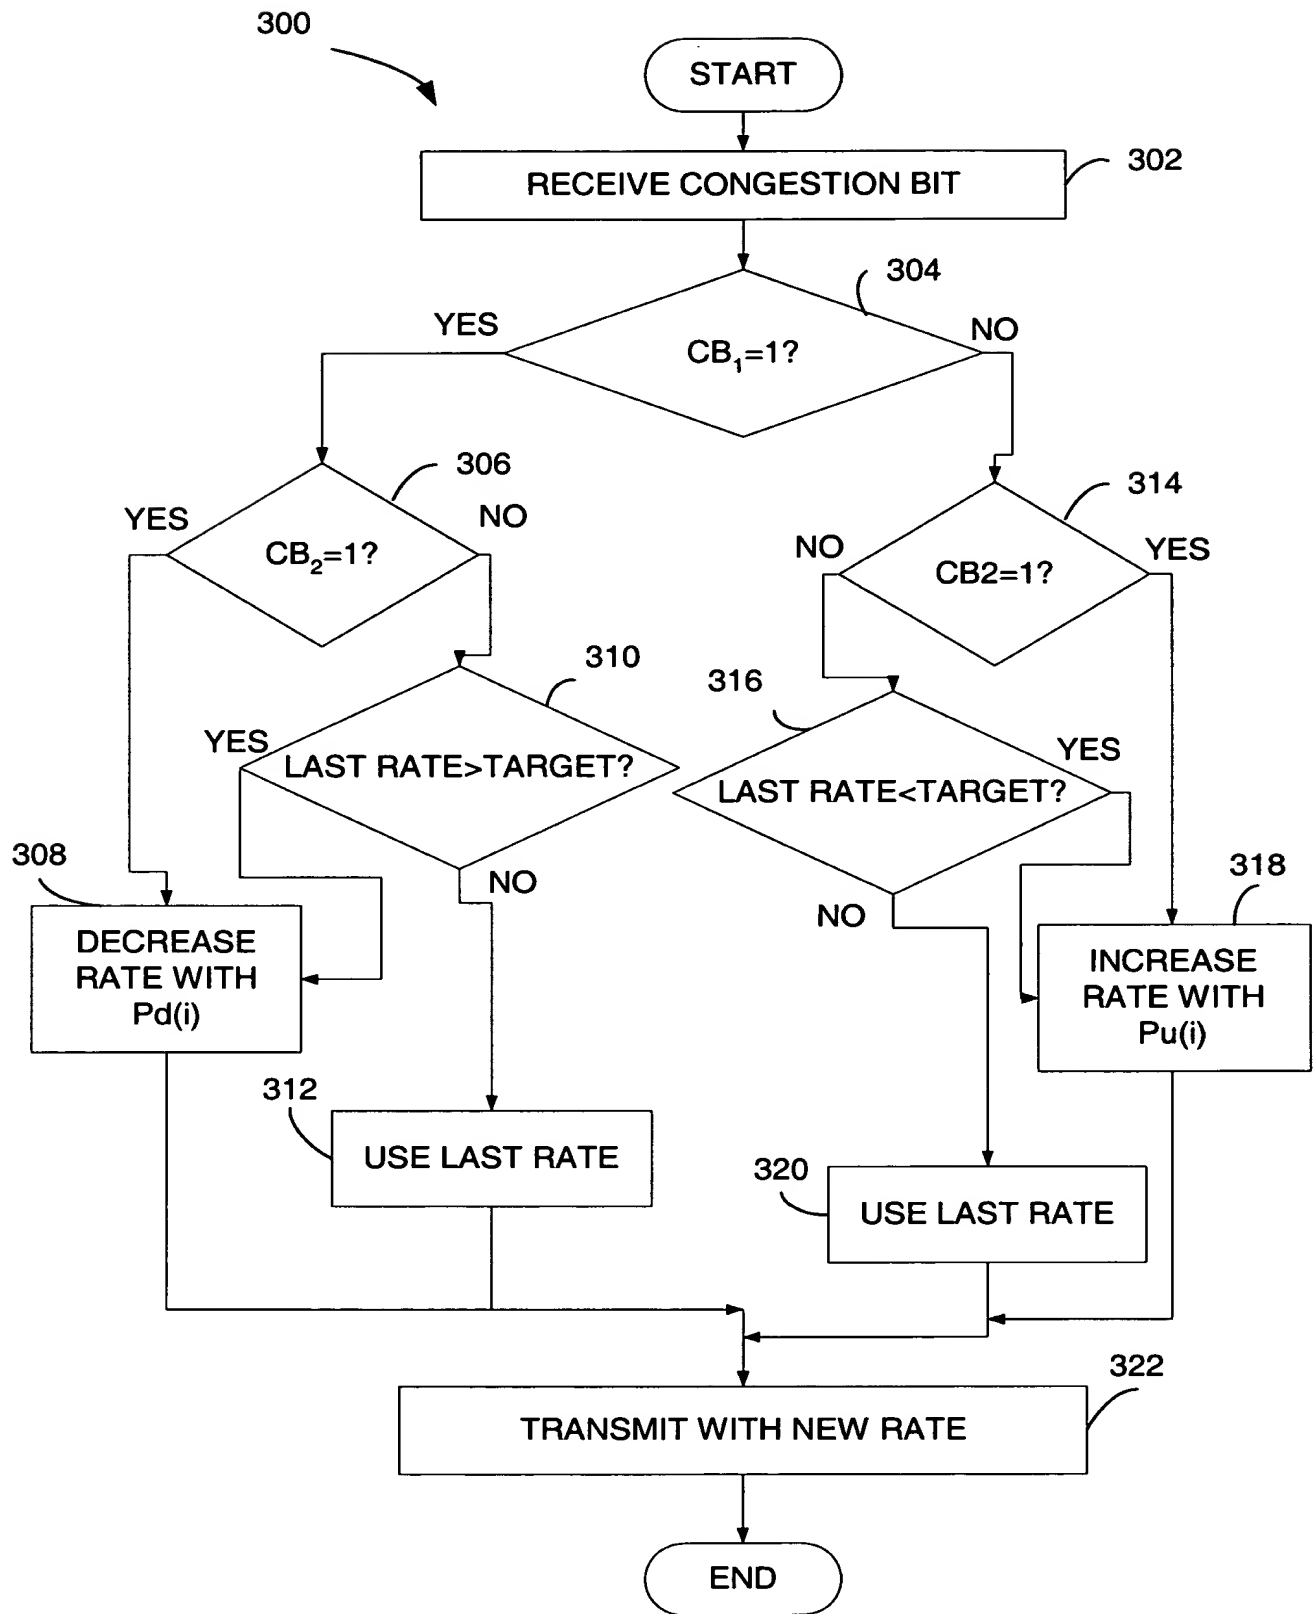 300
START
RECEIVE CONGESTION BIT
302
304
YES
CB₁=1?
NO
306
YES
CB₂=1?
NO
314
NO
CB2=1?
YES
310
YES
LAST RATE>TARGET?
NO
316
LAST RATE<TARGET?
YES
NO
308
DECREASE
RATE WITH
Pd(i)
318
INCREASE
RATE WITH
Pu(i)
312
USE LAST RATE
320
USE LAST RATE
322
TRANSMIT WITH NEW RATE
END